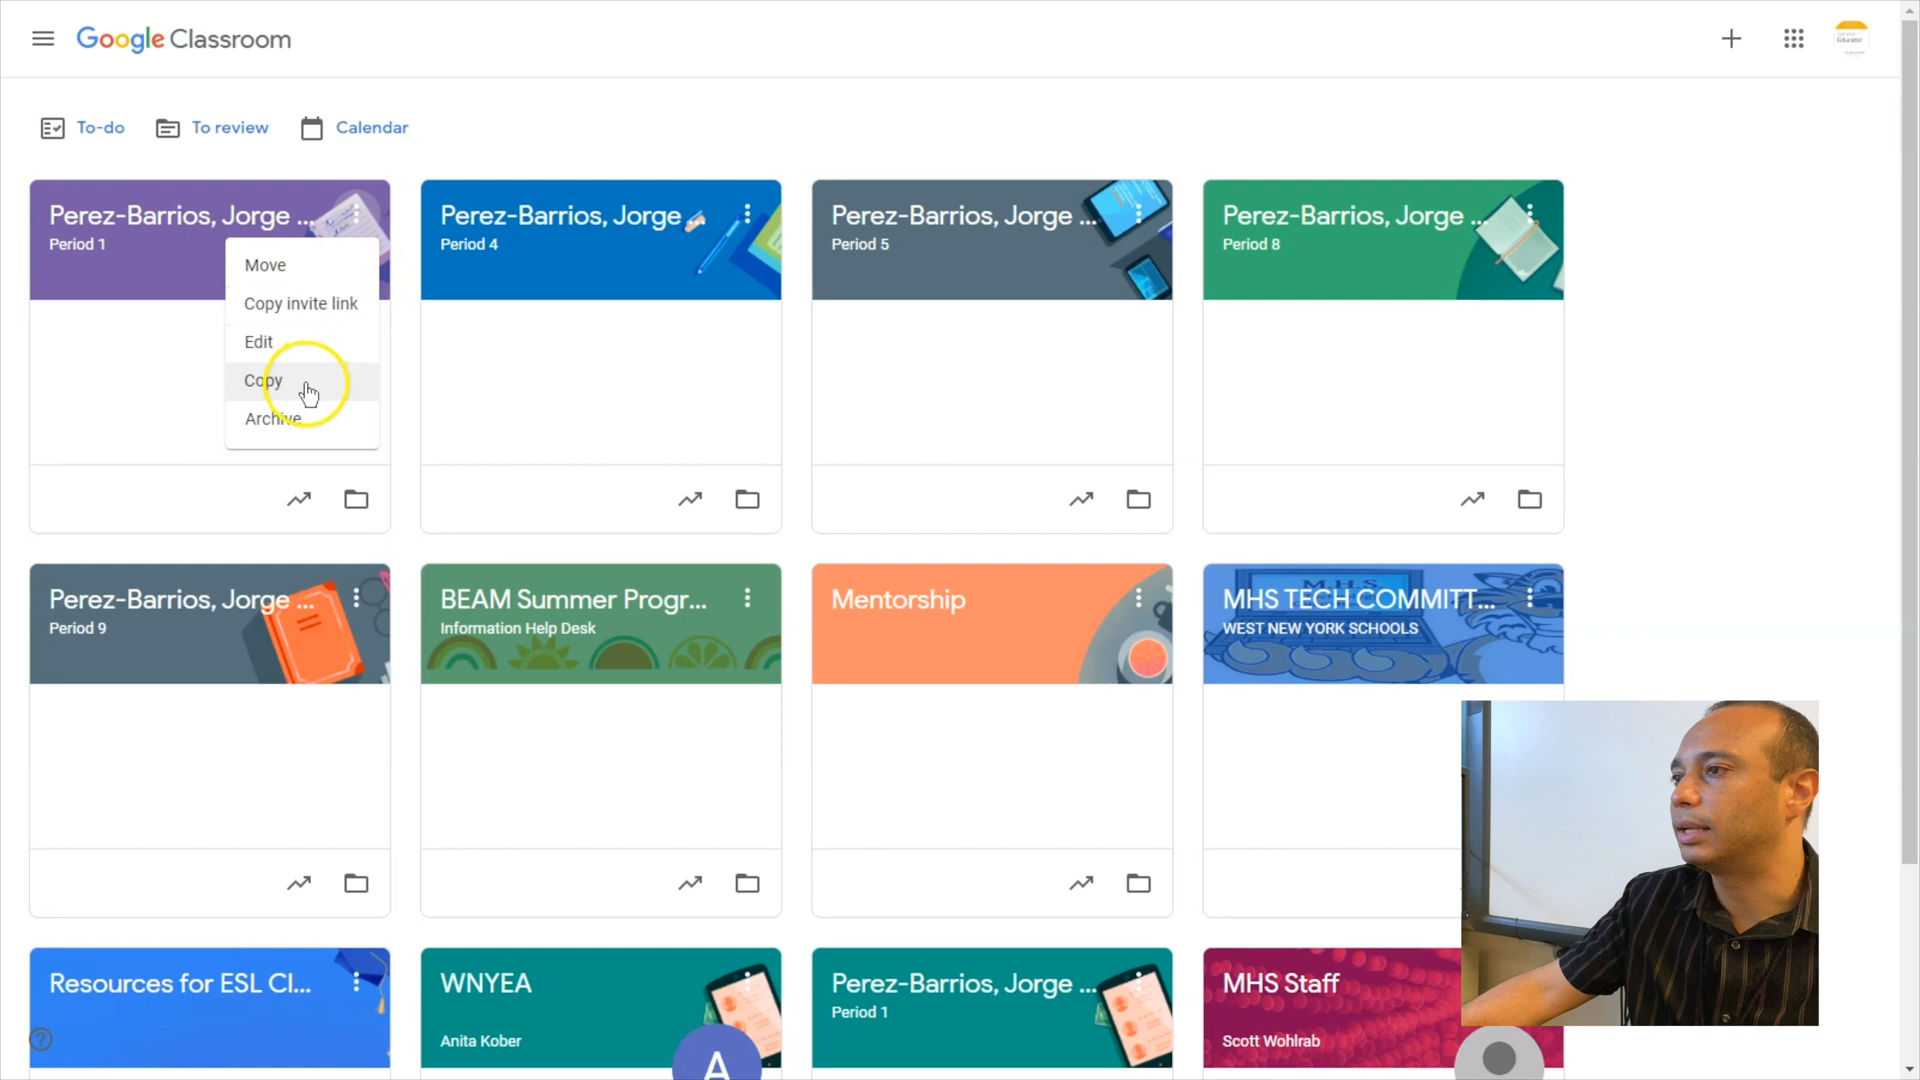 Google Classroom
Educator
To-do
To review
Calendar
Perez-Barrios, Jorge ...
Period 1
Perez-Barrios, Jorge ...
Period 4
Perez-Barrios, Jorge ...
Period 5
Perez-Barrios, Jorge ...
Period 8
Move
Copy invite link
Edit
Copy
Archive
Perez-Barrios, Jorge ...
Period 9
BEAM Summer Progr...
Information Help Desk
Mentorship
M.H.S.
MHS TECH COMMITT...
WEST NEW YORK SCHOOLS
Resources for ESL Cl...
WNYEA
Anita Kober
A
Perez-Barrios, Jorge ...
Period 1
MHS Staff
Scott Wohlrab